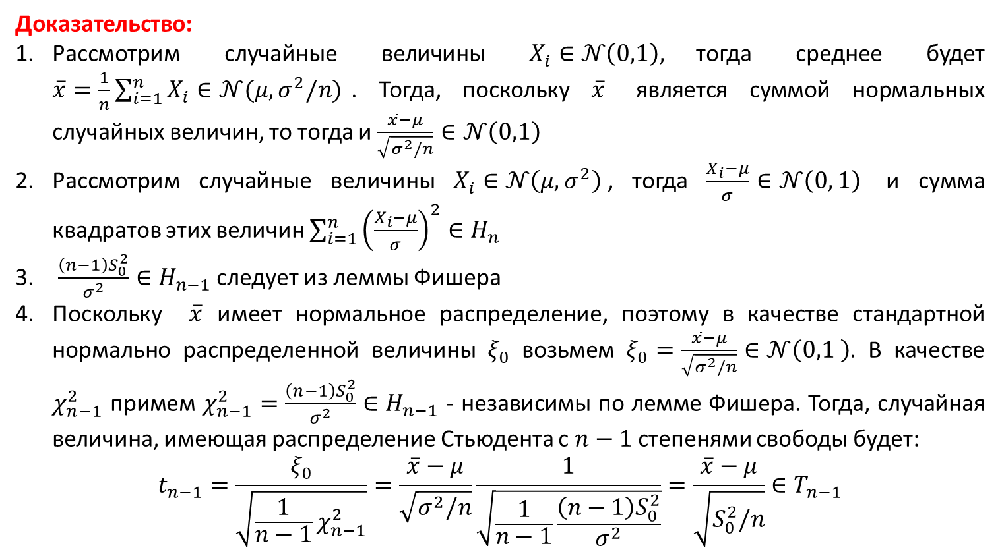 Доказательство:
1. Рассмотрим случайные величины $X_i \in \mathcal{N}(0,1)$, тогда среднее будет
$\bar{x} = \frac{1}{n}\sum_{i=1}^{n} X_i \in \mathcal{N}(\mu, \sigma^2/n)$ . Тогда, поскольку $\bar{x}$ является суммой нормальных
случайных величин, то тогда и $\frac{\bar{x}-\mu}{\sqrt{\sigma^2/n}} \in \mathcal{N}(0,1)$
2. Рассмотрим случайные величины $X_i \in \mathcal{N}(\mu, \sigma^2)$ , тогда $\frac{X_i-\mu}{\sigma} \in \mathcal{N}(0, 1)$ и сумма
квадратов этих величин $\sum_{i=1}^{n} \left(\frac{X_i-\mu}{\sigma}\right)^2 \in H_n$
3. $\frac{(n-1)S_0^2}{\sigma^2} \in H_{n-1}$ следует из леммы Фишера
4. Поскольку $\bar{x}$ имеет нормальное распределение, поэтому в качестве стандартной
нормально распределенной величины $\xi_0$ возьмем $\xi_0 = \frac{\bar{x}-\mu}{\sqrt{\sigma^2/n}} \in \mathcal{N}(0,1 )$. В качестве
$\chi_{n-1}^2$ примем $\chi_{n-1}^2 = \frac{(n-1)S_0^2}{\sigma^2} \in H_{n-1}$ - независимы по лемме Фишера. Тогда, случайная
величина, имеющая распределение Стьюдента с $n - 1$ степенями свободы будет:
$t_{n-1} = \frac{\xi_0}{\sqrt{\frac{1}{n-1}\chi_{n-1}^2}} = \frac{\bar{x}-\mu}{\sqrt{\sigma^2/n}} \frac{1}{\sqrt{\frac{1}{n-1}\frac{(n-1)S_0^2}{\sigma^2}}} = \frac{\bar{x}-\mu}{\sqrt{S_0^2/n}} \in T_{n-1}$